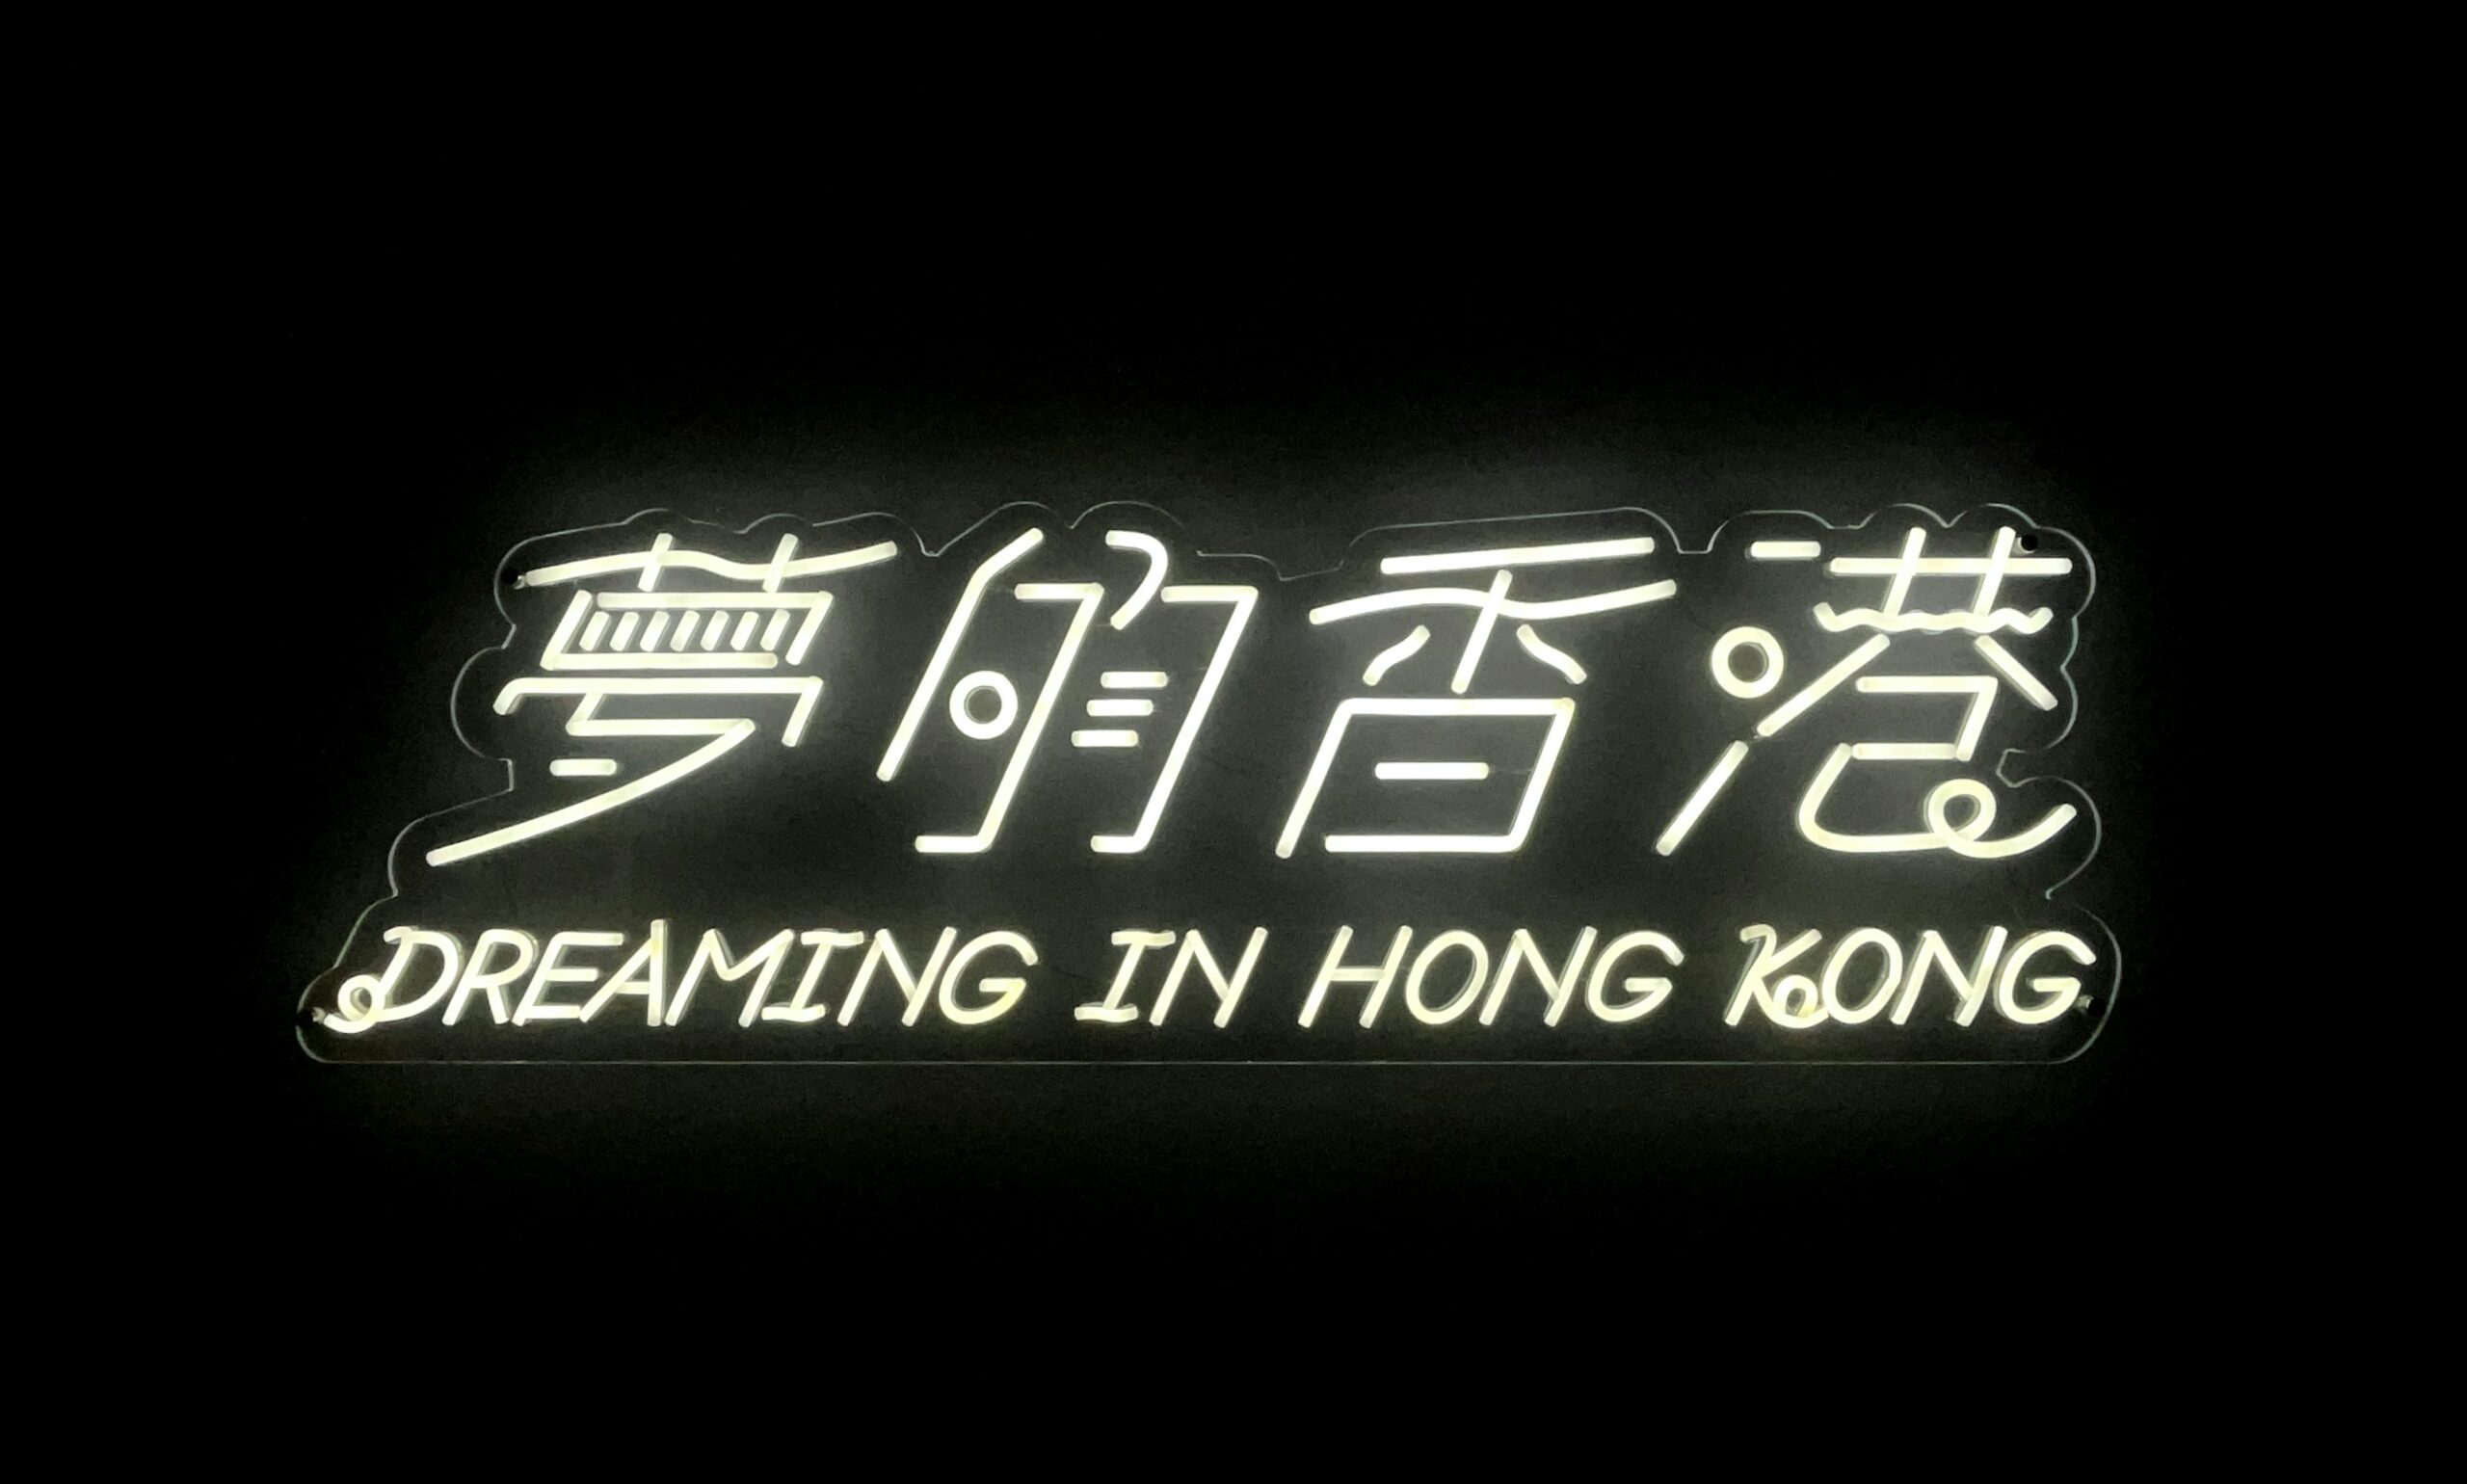 夢的香港
DREAMING IN HONG KONG